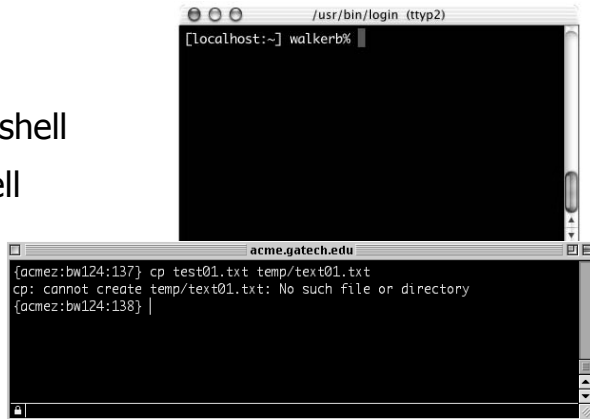 /usr/bin/login (ttyp2)
[localhost:~] walkerb%
shell
ell
acme.gatech.edu
{acmez:bw124:137} cp test01.txt temp/text01.txt
cp: cannot create temp/text01.txt: No such file or directory
{acmez:bw124:138}